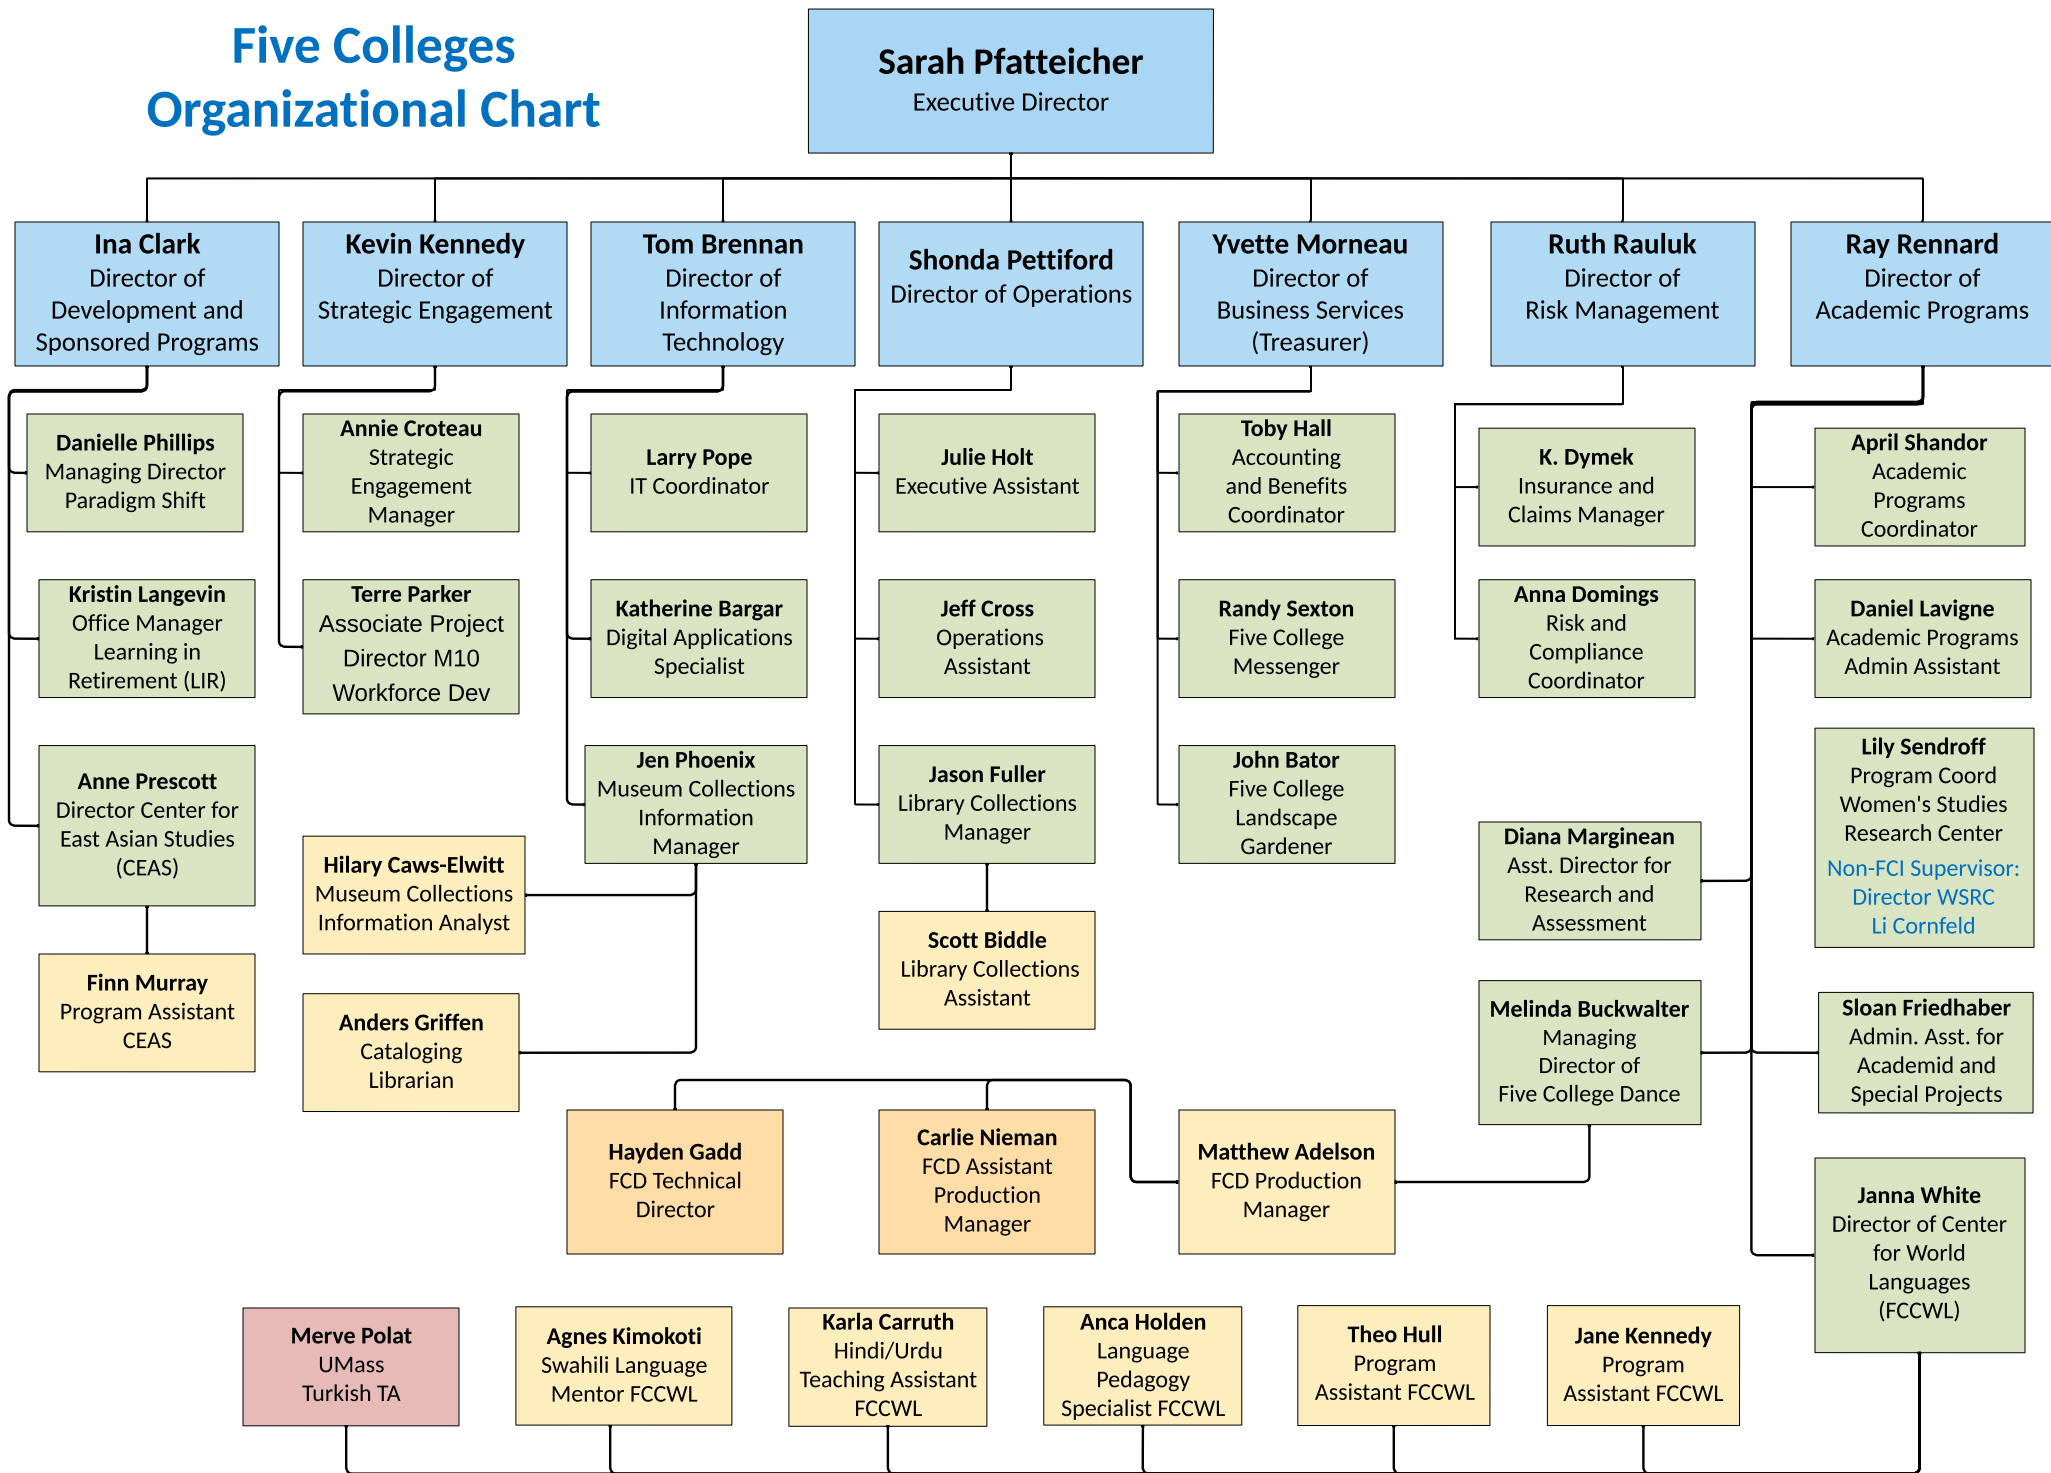 Five Colleges
Organizational Chart
Sarah Pfatteicher
Executive Director
Ina Clark
Director of
Development and
Sponsored Programs
Kevin Kennedy
Director of
Strategic Engagement
Tom Brennan
Director of
Information
Technology
Shonda Pettiford
Director of Operations
Yvette Morneau
Director of
Business Services
(Treasurer)
Ruth Rauluk
Director of
Risk Management
Ray Rennard
Director of
Academic Programs
Danielle Phillips
Managing Director
Paradigm Shift
Annie Croteau
Strategic
Engagement
Manager
Larry Pope
IT Coordinator
Julie Holt
Executive Assistant
Toby Hall
Accounting
and Benefits
Coordinator
K. Dymek
Insurance and
Claims Manager
April Shandor
Academic
Programs
Coordinator
Kristin Langevin
Office Manager
Learning in
Retirement (LIR)
Terre Parker
Associate Project
Director M10
Workforce Dev
Katherine Bargar
Digital Applications
Specialist
Jeff Cross
Operations
Assistant
Randy Sexton
Five College
Messenger
Anna Domings
Risk and
Compliance
Coordinator
Daniel Lavigne
Academic Programs
Admin Assistant
Anne Prescott
Director Center for
East Asian Studies
(CEAS)
Jen Phoenix
Museum Collections
Information
Manager
Jason Fuller
Library Collections
Manager
John Bator
Five College
Landscape
Gardener
Lily Sendroff
Program Coord
Women's Studies
Research Center
Non-FCI Supervisor:
Director WSRC
Li Cornfeld
Hilary Caws-Elwitt
Museum Collections
Information Analyst
Diana Marginean
Asst. Director for
Research and
Assessment
Finn Murray
Program Assistant
CEAS
Scott Biddle
Library Collections
Assistant
Anders Griffen
Cataloging
Librarian
Melinda Buckwalter
Managing
Director of
Five College Dance
Sloan Friedhaber
Admin. Asst. for
Academid and
Special Projects
Hayden Gadd
FCD Technical
Director
Carlie Nieman
FCD Assistant
Production
Manager
Matthew Adelson
FCD Production
Manager
Janna White
Director of Center
for World
Languages
(FCCWL)
Merve Polat
UMass
Turkish TA
Agnes Kimokoti
Swahili Language
Mentor FCCWL
Karla Carruth
Hindi/Urdu
Teaching Assistant
FCCWL
Anca Holden
Language
Pedagogy
Specialist FCCWL
Theo Hull
Program
Assistant FCCWL
Jane Kennedy
Program
Assistant FCCWL